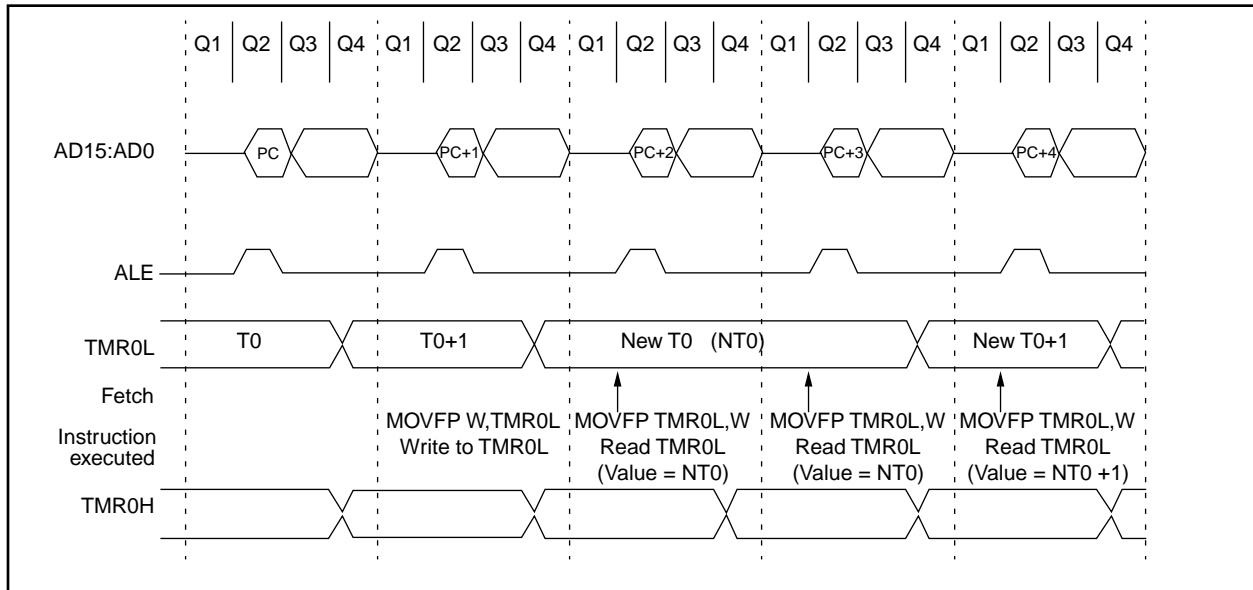 Q1 Q2 Q3 Q4 Q1 Q2 Q3 Q4 Q1 Q2 Q3 Q4 Q1 Q2 Q3 Q4 Q1 Q2 Q3 Q4
AD15:AD0 PC PC+1 PC+2 PC+3 PC+4
ALE
TMR0L T0 T0+1 New T0 (NT0) New T0+1
Fetch
Instruction
executed
MOVFP W,TMR0L
Write to TMR0L
MOVFP TMR0L,W
Read TMR0L
(Value = NT0)
MOVFP TMR0L,W
Read TMR0L
(Value = NT0)
MOVFP TMR0L,W
Read TMR0L
(Value = NT0 +1)
TMR0H